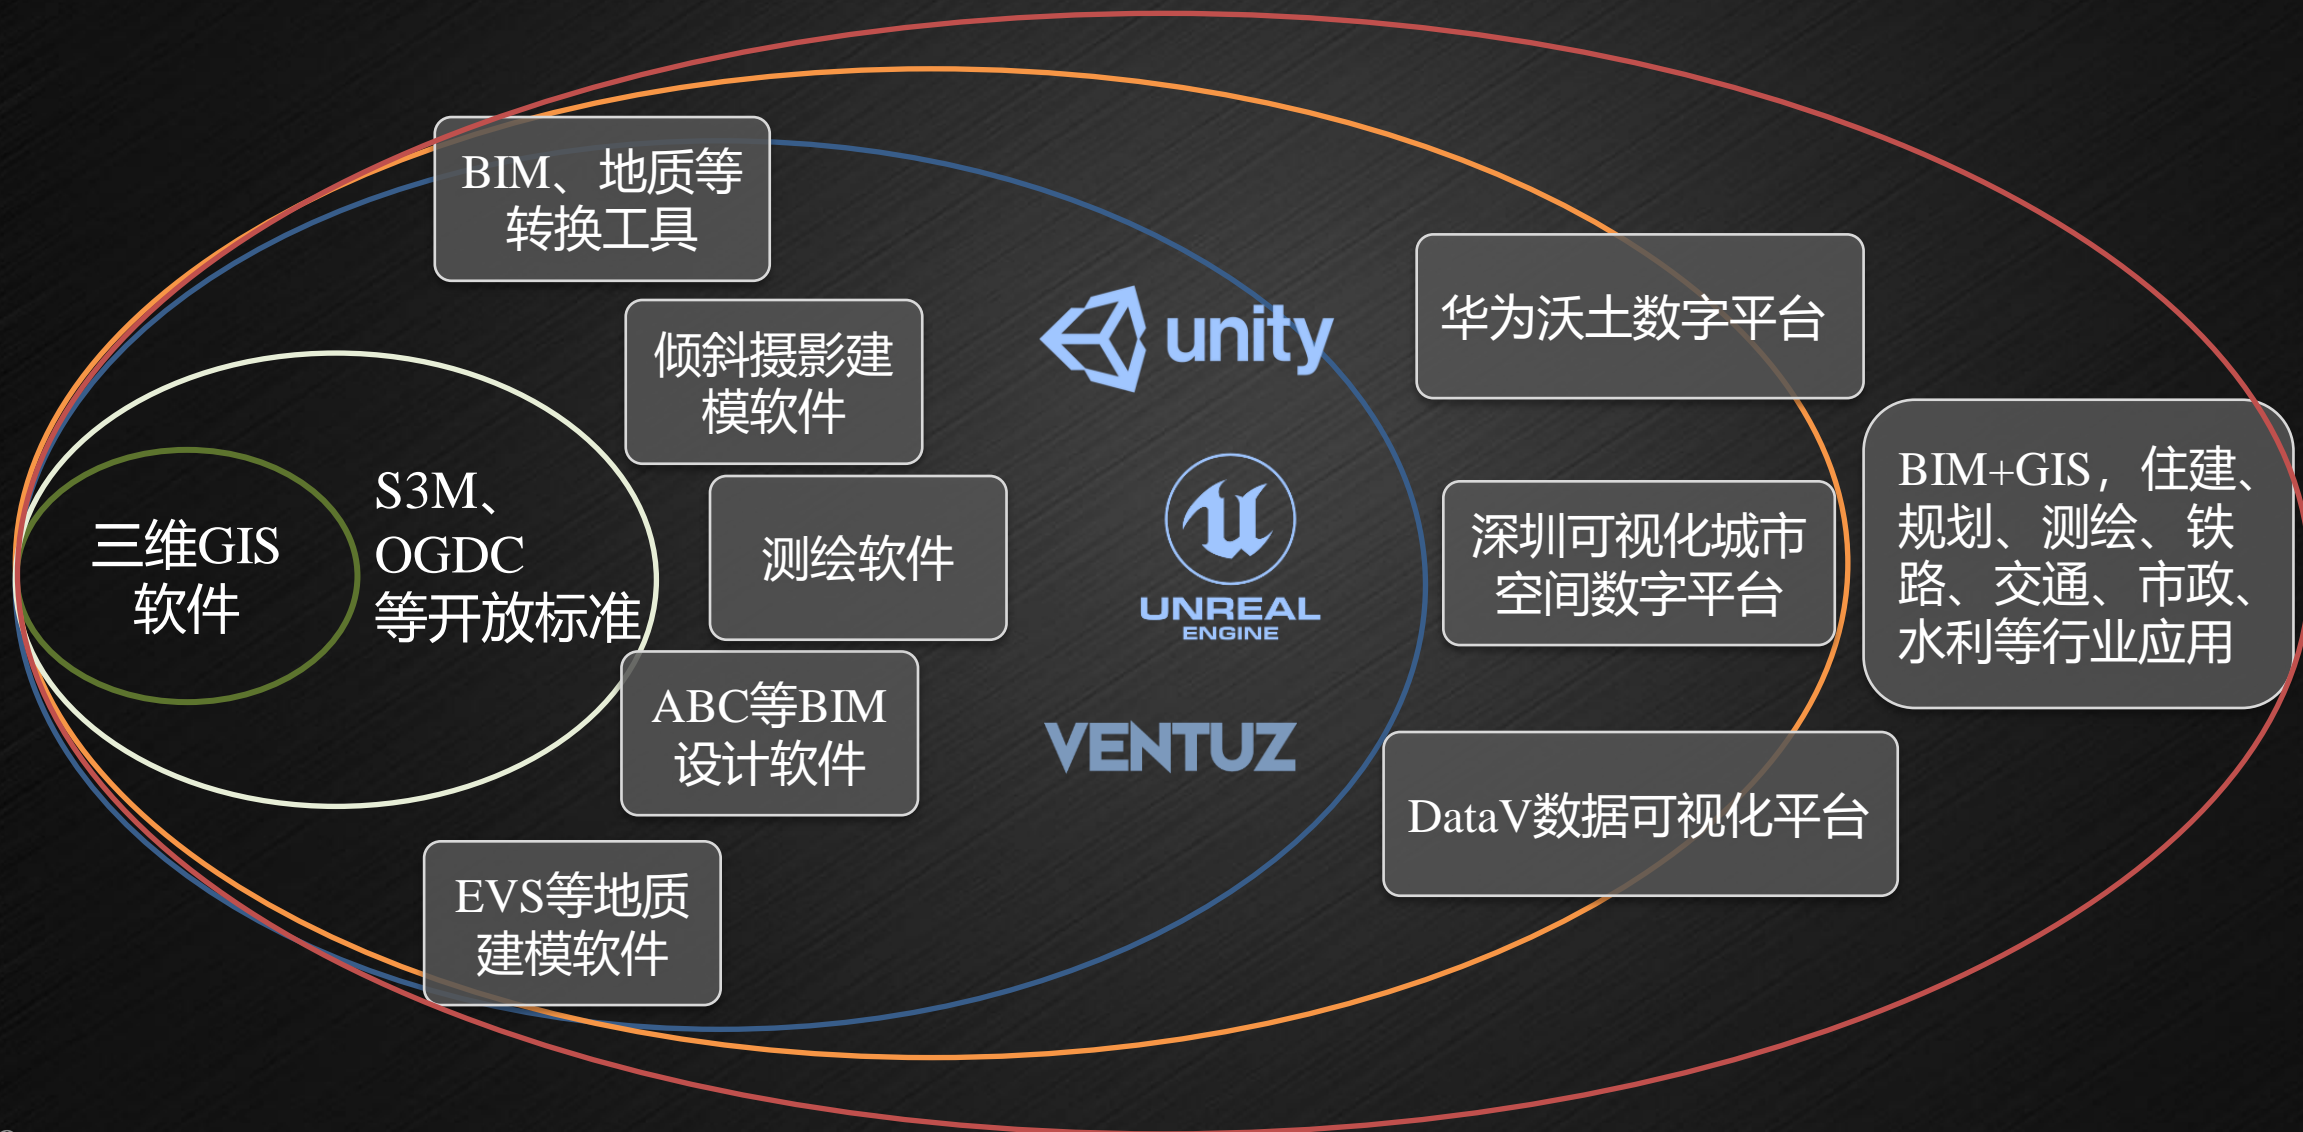 三维GIS
软件
S3M、
OGDC
等开放标准
BIM、地质等
转换工具
倾斜摄影建
模软件
测绘软件
ABC等BIM
设计软件
EVS等地质
建模软件
unity
UNREAL
ENGINE
VENTUZ
华为沃土数字平台
深圳可视化城市
空间数字平台
DataV数据可视化平台
BIM+GIS，住建、
规划、测绘、铁
路、交通、市政、
水利等行业应用